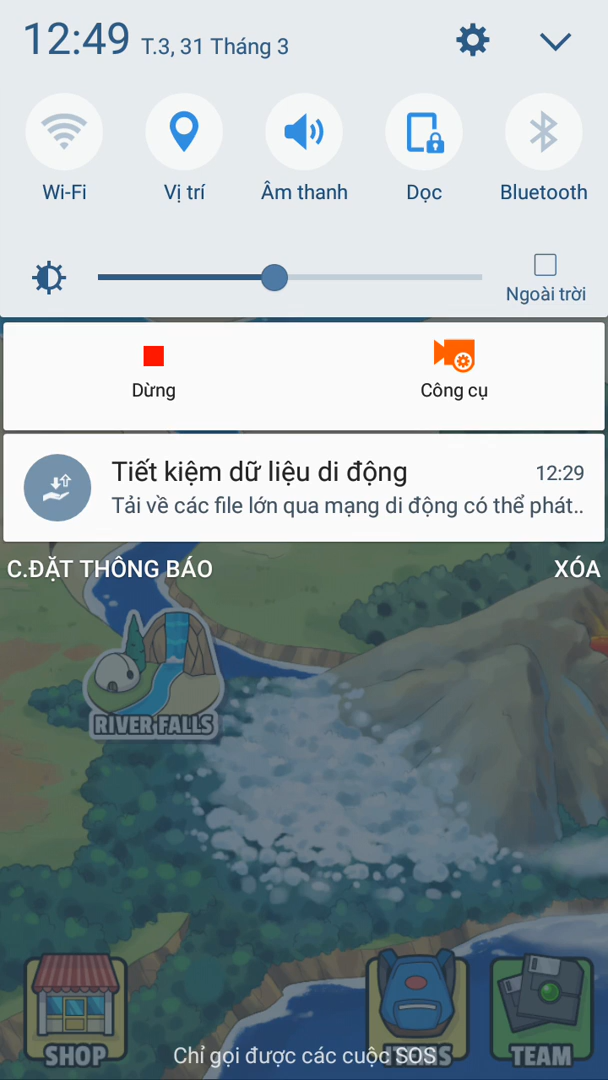 12:49 T.3, 31 Tháng 3
Wi-Fi Vị trí Âm thanh Dọc Bluetooth
Ngoài trời
Dừng Công cụ
Tiết kiệm dữ liệu di động 12:29
Tải về các file lớn qua mạng di động có thể phát..
C.ĐẶT THÔNG BÁO XÓA
RIVER FALLS
SHOP TEAM
Chỉ gọi được các cuộc SOS